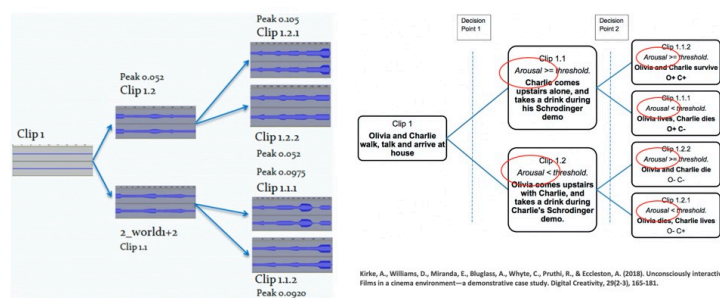 Peak 0.105
Clip 1.2.1
Peak 0.052
Clip 1.2
Clip 1
Clip 1.2.2
Peak 0.052
Peak 0.0975
Clip 1.1.1
2_world1+2
Clip 1.1
Clip 1.1.2
Peak 0.0920
Decision
Point 1
Decision
Point 2
Clip 1
Olivia and Charlie
walk, talk and arrive at
house
Clip 1.1
Arousal >= threshold.
Charlie comes
upstairs alone, and
takes a drink during
his Schrodinger
demo
Clip 1.2
Arousal < threshold.
Olivia comes upstairs
with Charlie, and
takes a drink during
Charlie's Schrodinger
demo.
Clip 1.1.2
Arousal >= threshold.
Olivia and Charlie survive
O+ C+
Clip 1.1.1
Arousal < threshold.
Olivia lives, Charlie dies
O+ C-
Clip 1.2.2
Arousal >= threshold.
Olivia and Charlie die
O- C-
Clip 1.2.1
Arousal < threshold.
Olivia dies, Charlie lives
O- C+
Kirke, A., Williams, D., Miranda, E., Bluglass, A., Whyte, C., Pruthi, R., & Eccleston, A. (2018). Unconsciously interactiv
Films in a cinema environment—a demonstrative case study. Digital Creativity, 29(2-3), 165-181.